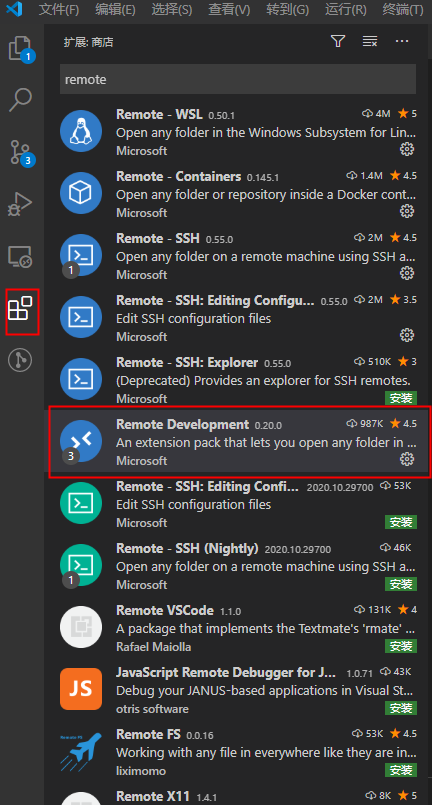 文件(F) 编辑(E) 选择(S) 查看(V) 转到(G) 运行(R) 终端(T)
扩展: 商店
remote
1
3
Remote - WSL 0.50.1 4M 5
Open any folder in the Windows Subsystem for Lin...
Microsoft
Remote - Containers 0.145.1 1.4M 4.5
Open any folder or repository inside a Docker cont...
Microsoft
Remote - SSH 0.55.0 2M 4.5
Open any folder on a remote machine using SSH a...
1
Microsoft
Remote - SSH: Editing Configu... 0.55.0 2M 3.5
Edit SSH configuration files
Microsoft
Remote - SSH: Explorer 0.55.0 510K 3
(Deprecated) Provides an explorer for SSH remotes.
Microsoft 安装
Remote Development 0.20.0 987K 4.5
An extension pack that lets you open any folder in ...
3
Microsoft
Remote - SSH: Editing Confi... 2020.10.29700 53K
Edit SSH configuration files
Microsoft 安装
Remote - SSH (Nightly) 2020.10.29700 46K
Open any folder on a remote machine using SSH a...
1
Microsoft 安装
Remote VSCode 1.1.0 131K 4
A package that implements the Textmate's 'rmate' ...
Rafael Maiolla 安装
JS
JavaScript Remote Debugger for J... 1.0.71 43K
Debug your JANUS-based applications in Visual St...
otris software 安装
Remote FS
Remote FS 0.0.16 53K 4.5
Working with any file in everywhere like they are in...
liximomo 安装
Remote X11 1.4.1 8K 5